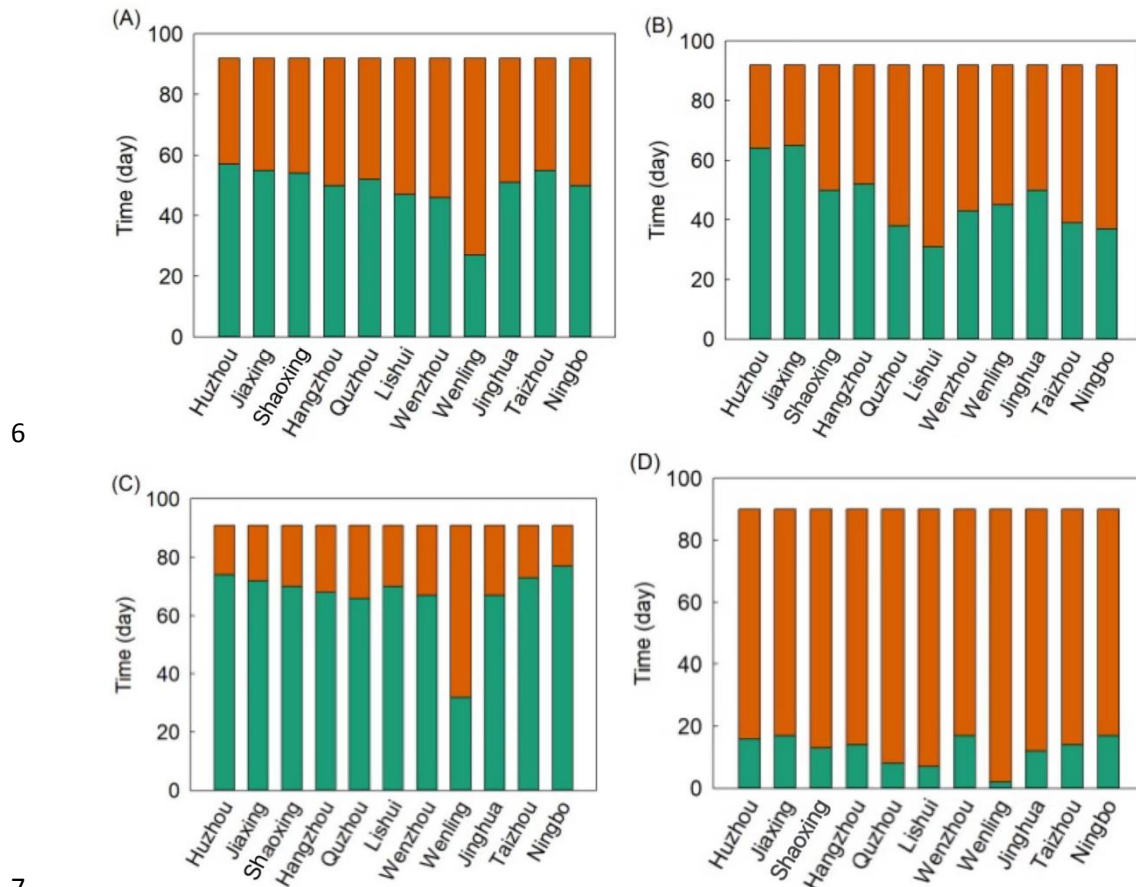 (A)
100
80
60
40
20
0
Time (day)
Huzhou
Jiaxing
Shaoxing
Hangzhou
Quzhou
Lishui
Wenzhou
Wenling
Jinghua
Taizhou
Ningbo
(B)
100
80
60
40
20
0
Time (day)
Huzhou
Jiaxing
Shaoxing
Hangzhou
Quzhou
Lishui
Wenzhou
Wenling
Jinghua
Taizhou
Ningbo
6
(C)
100
80
60
40
20
0
Time (day)
Huzhou
Jiaxing
Shaoxing
Hangzhou
Quzhou
Lishui
Wenzhou
Wenling
Jinghua
Taizhou
Ningbo
(D)
100
80
60
40
20
0
Time (day)
Huzhou
Jiaxing
Shaoxing
Hangzhou
Quzhou
Lishui
Wenzhou
Wenling
Jinghua
Taizhou
Ningbo
7